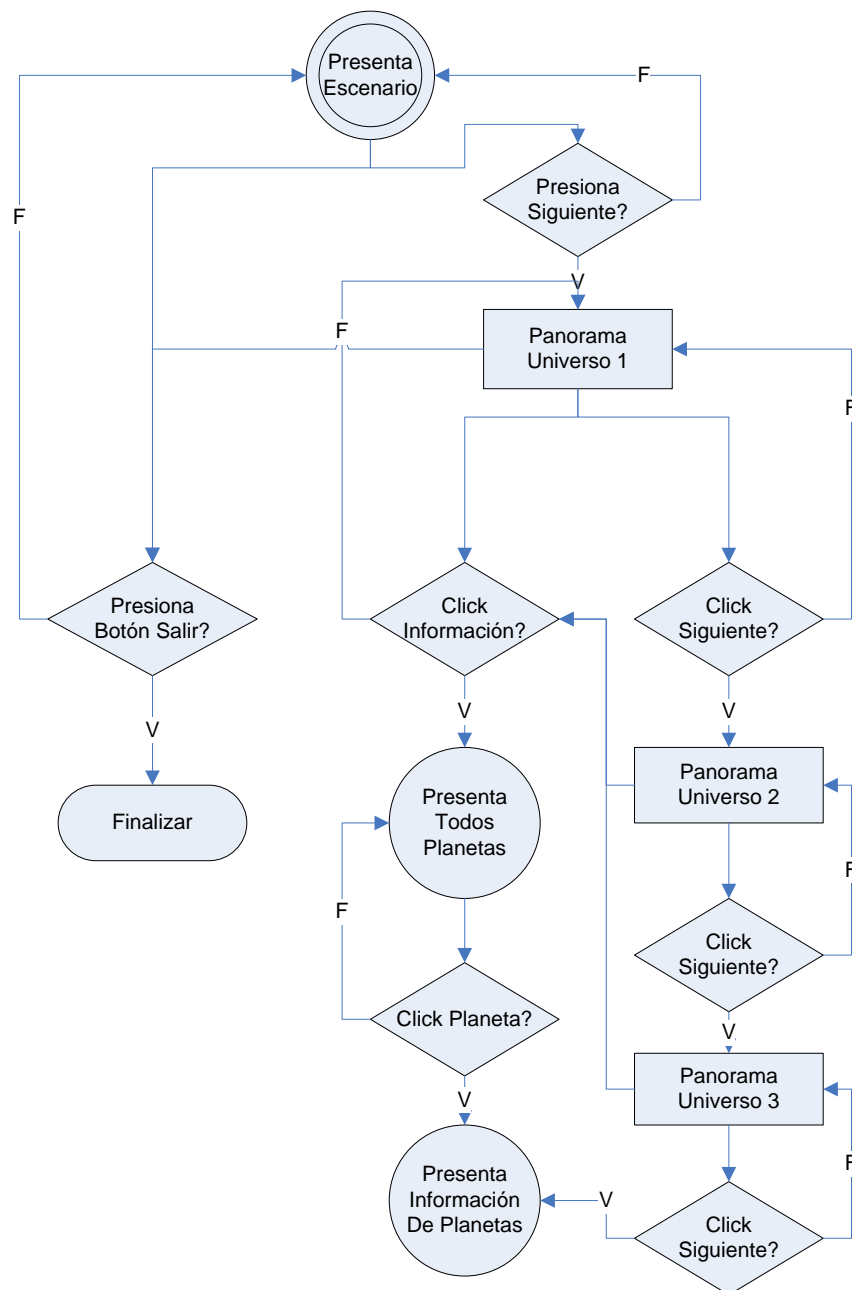 Presenta
Escenario
F
Presiona
Siguiente?
F
V
F
Panorama
Universo 1
F
Presiona
Botón Salir?
Click
Información?
Click
Siguiente?
V
V
V
Panorama
Universo 2
Finalizar
Presenta
Todos
Planetas
F
F
Click
Siguiente?
Click Planeta?
V
Panorama
Universo 3
V
F
Presenta
Información
De Planetas
V
Click
Siguiente?